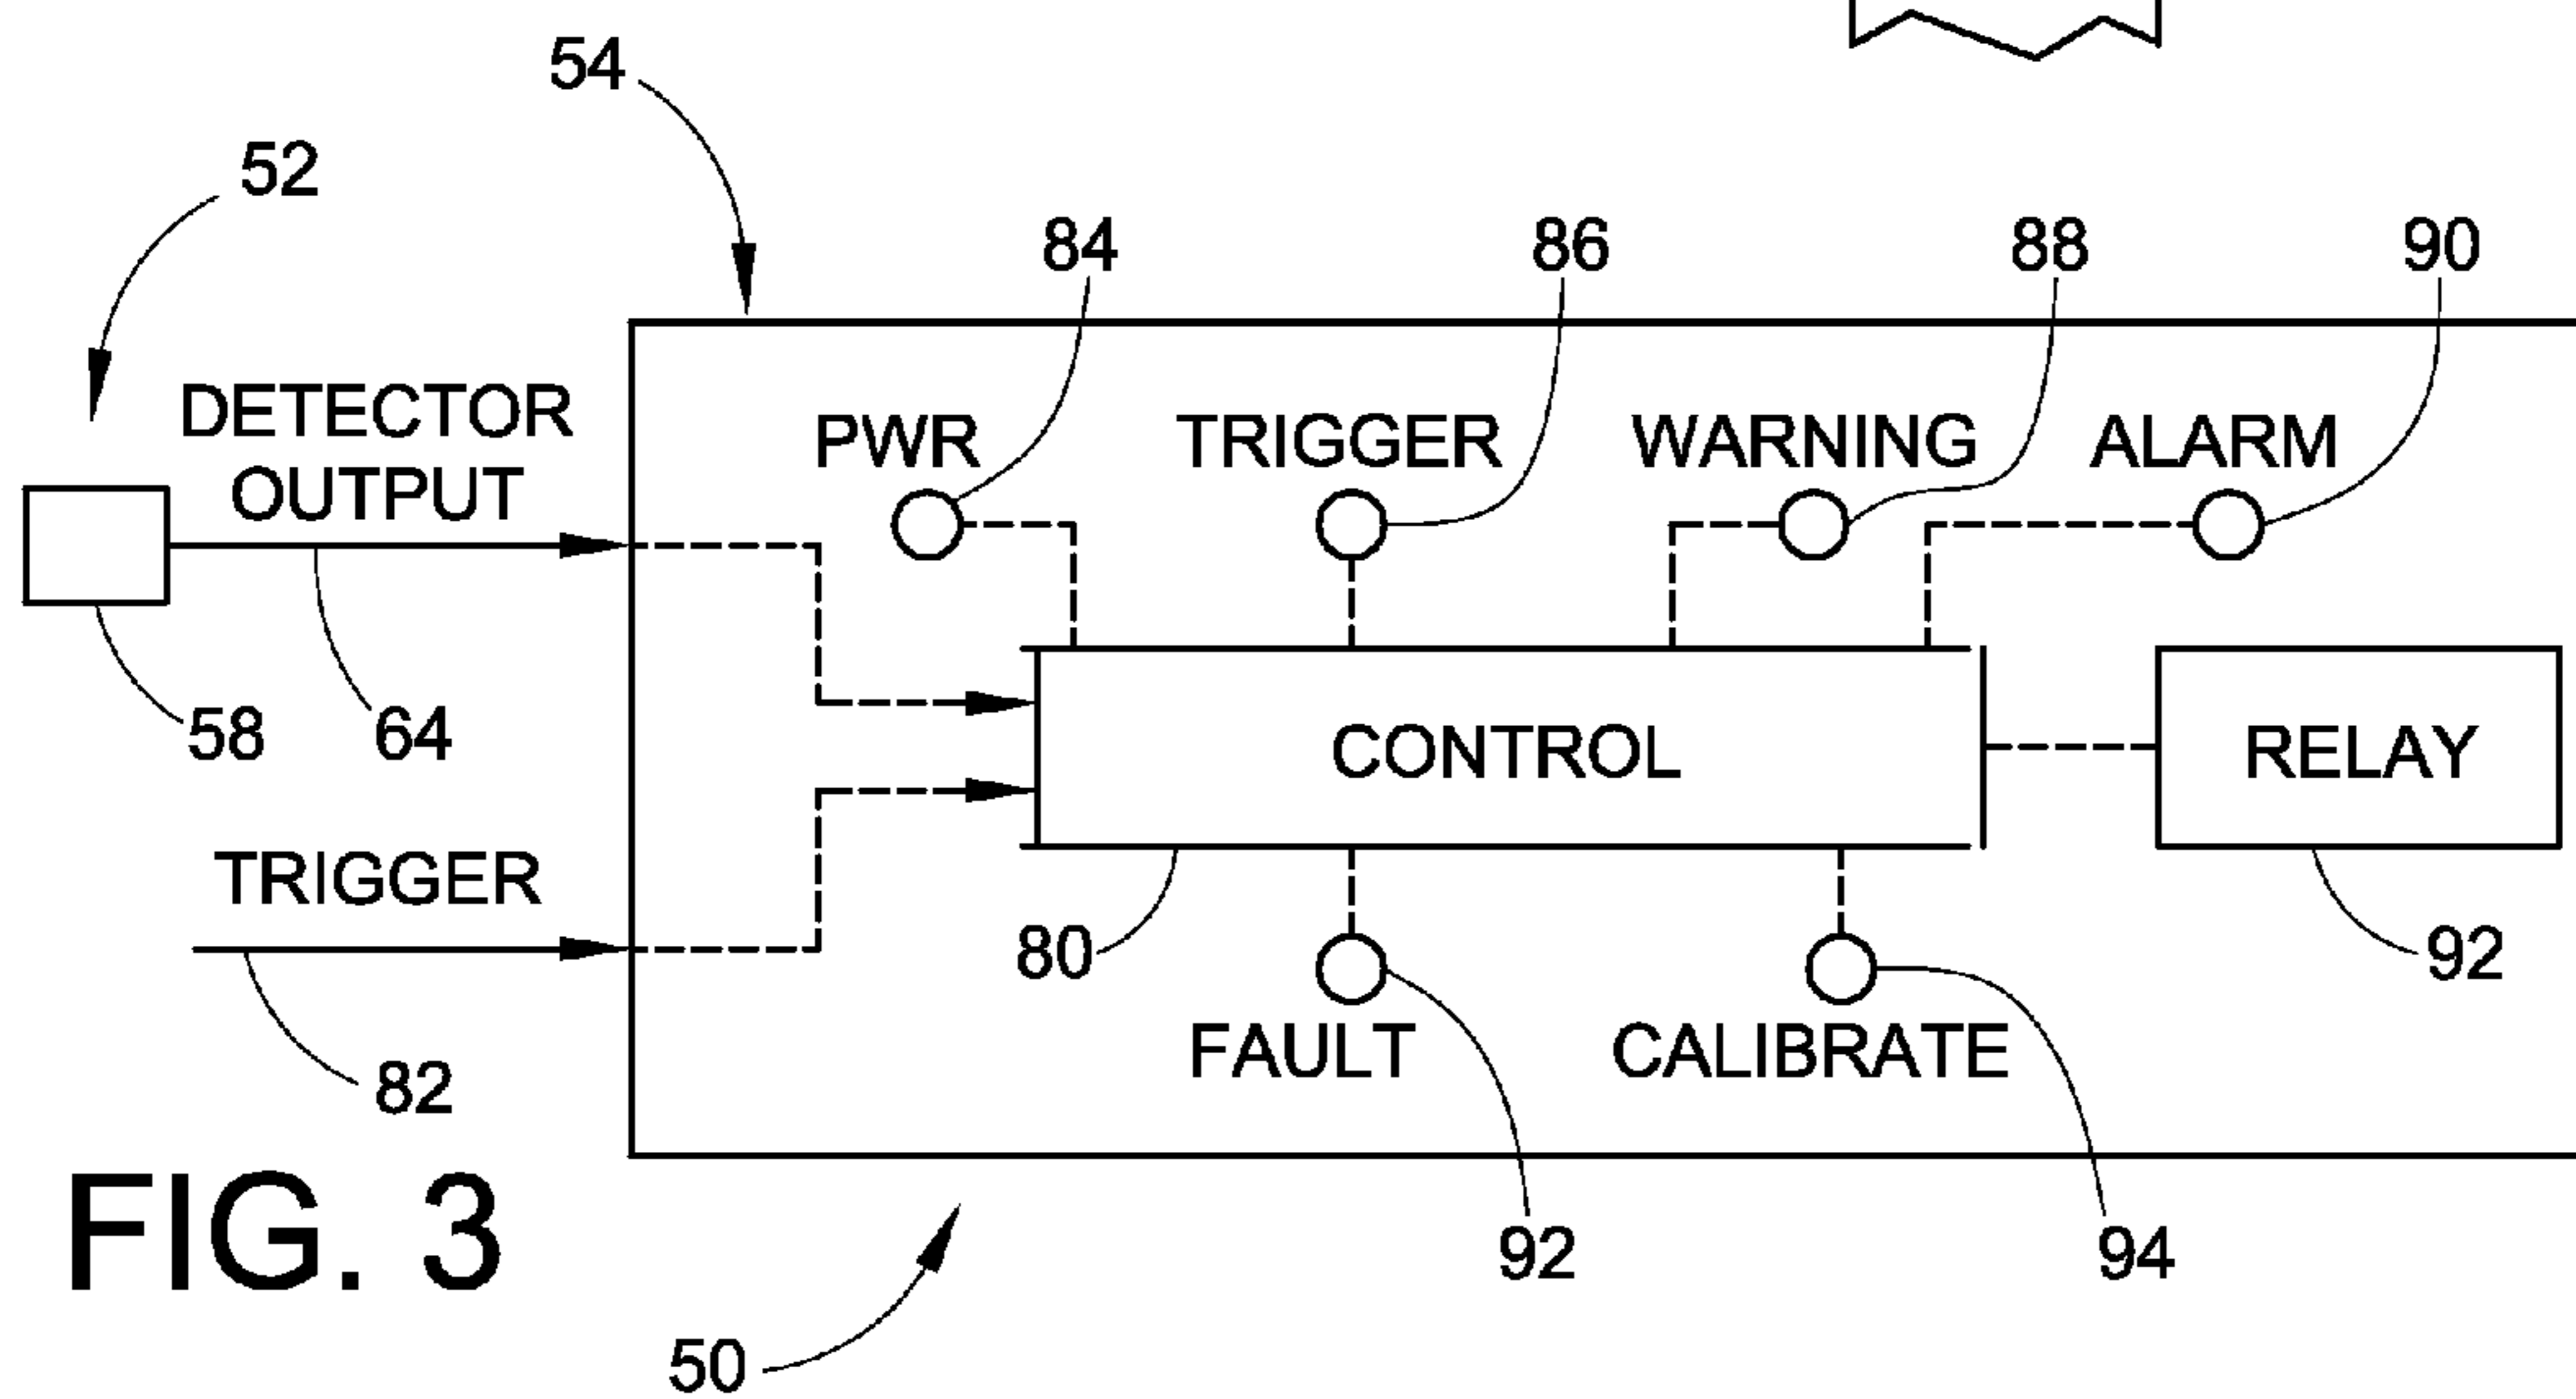 54
52
84
86
88
90
DETECTOR
OUTPUT
PWR
TRIGGER
WARNING
ALARM
58
64
CONTROL
RELAY
TRIGGER
80
92
82
FAULT
CALIBRATE
FIG. 3
92
94
50